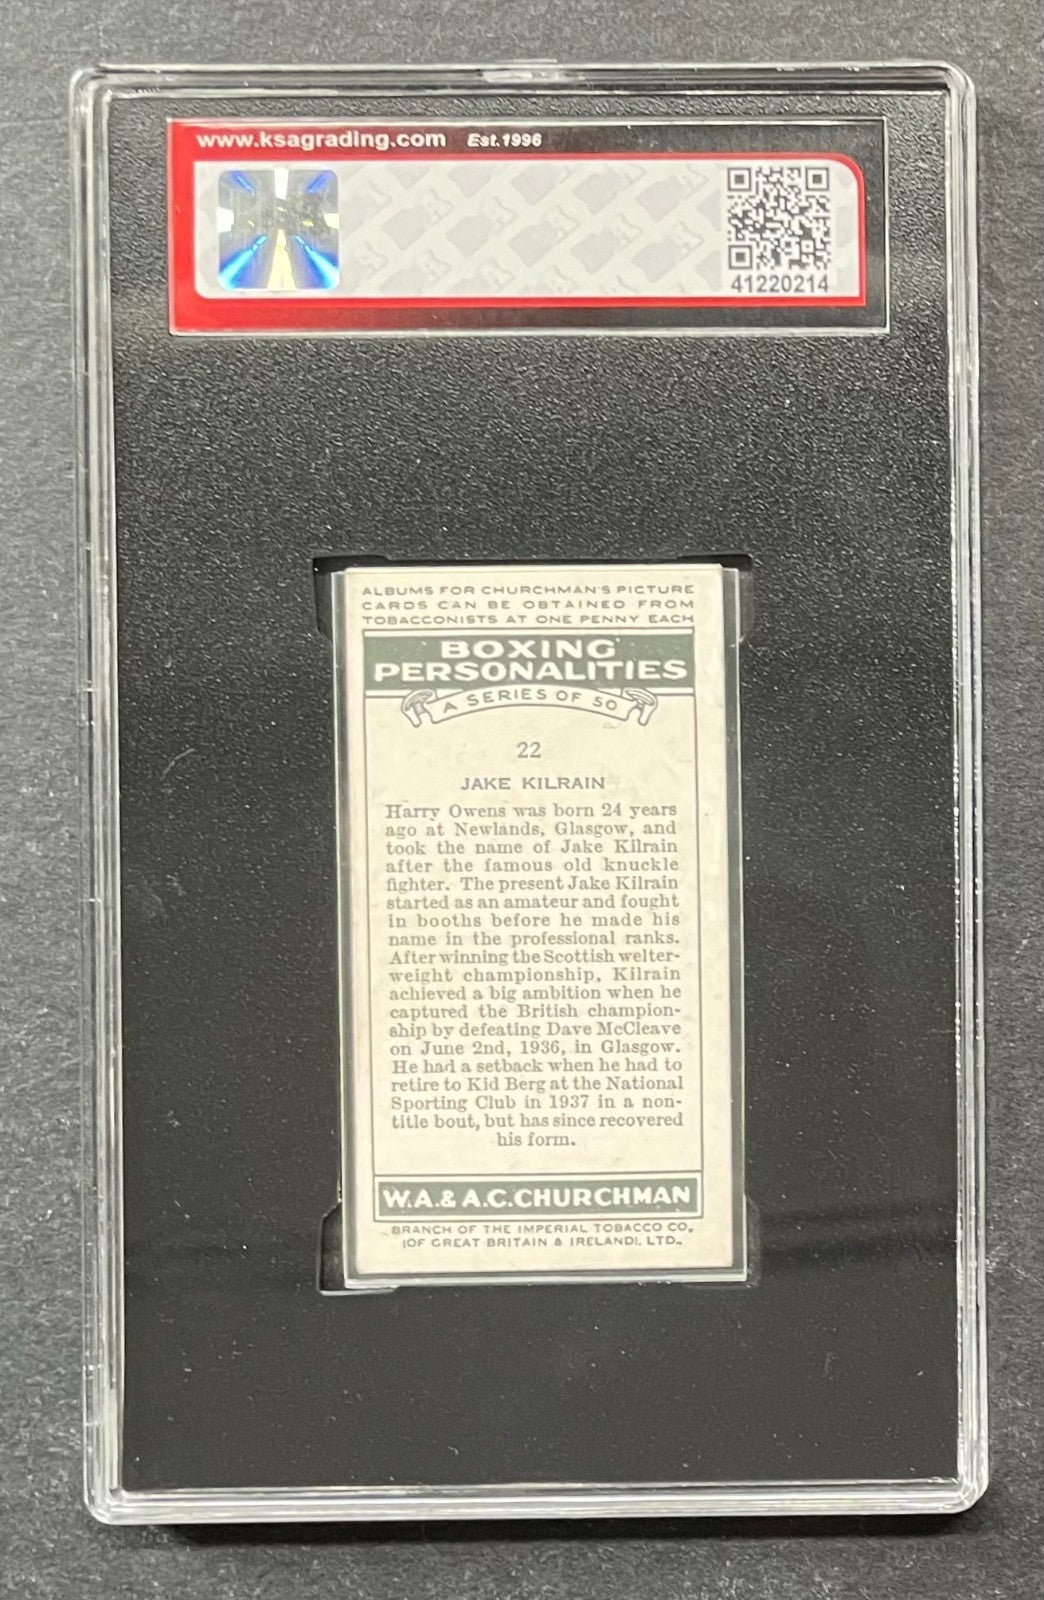 www.ksagrading.com Est.1996
41220214
ALBUMS FOR CHURCHMAN'S PICTURE
CARDS CAN BE OBTAINED FROM
TOBACCONISTS AT ONE PENNY EACH
BOXING
PERSONALITIES
A SERIES OF 50
22
JAKE KILRAIN
Harry Owens was born 24 years
ago at Newlands, Glasgow, and
took the name of Jake Kilrain
after the famous old knuckle
fighter. The present Jake Kilrain
started as an amateur and fought
in booths before he made his
name in the professional ranks.
After winning the Scottish welter-
weight championship, Kilrain
achieved a big ambition when he
captured the British champion-
ship by defeating Dave McCleave
on June 2nd, 1936, in Glasgow.
He had a setback when he had to
retire to Kid Berg at the National
Sporting Club in 1937 in a non-
title bout, but has since recovered
his form.
W.A.& A.C.CHURCHMAN
BRANCH OF THE IMPERIAL TOBACCO CO.
(OF GREAT BRITAIN & IRELAND), LTD.